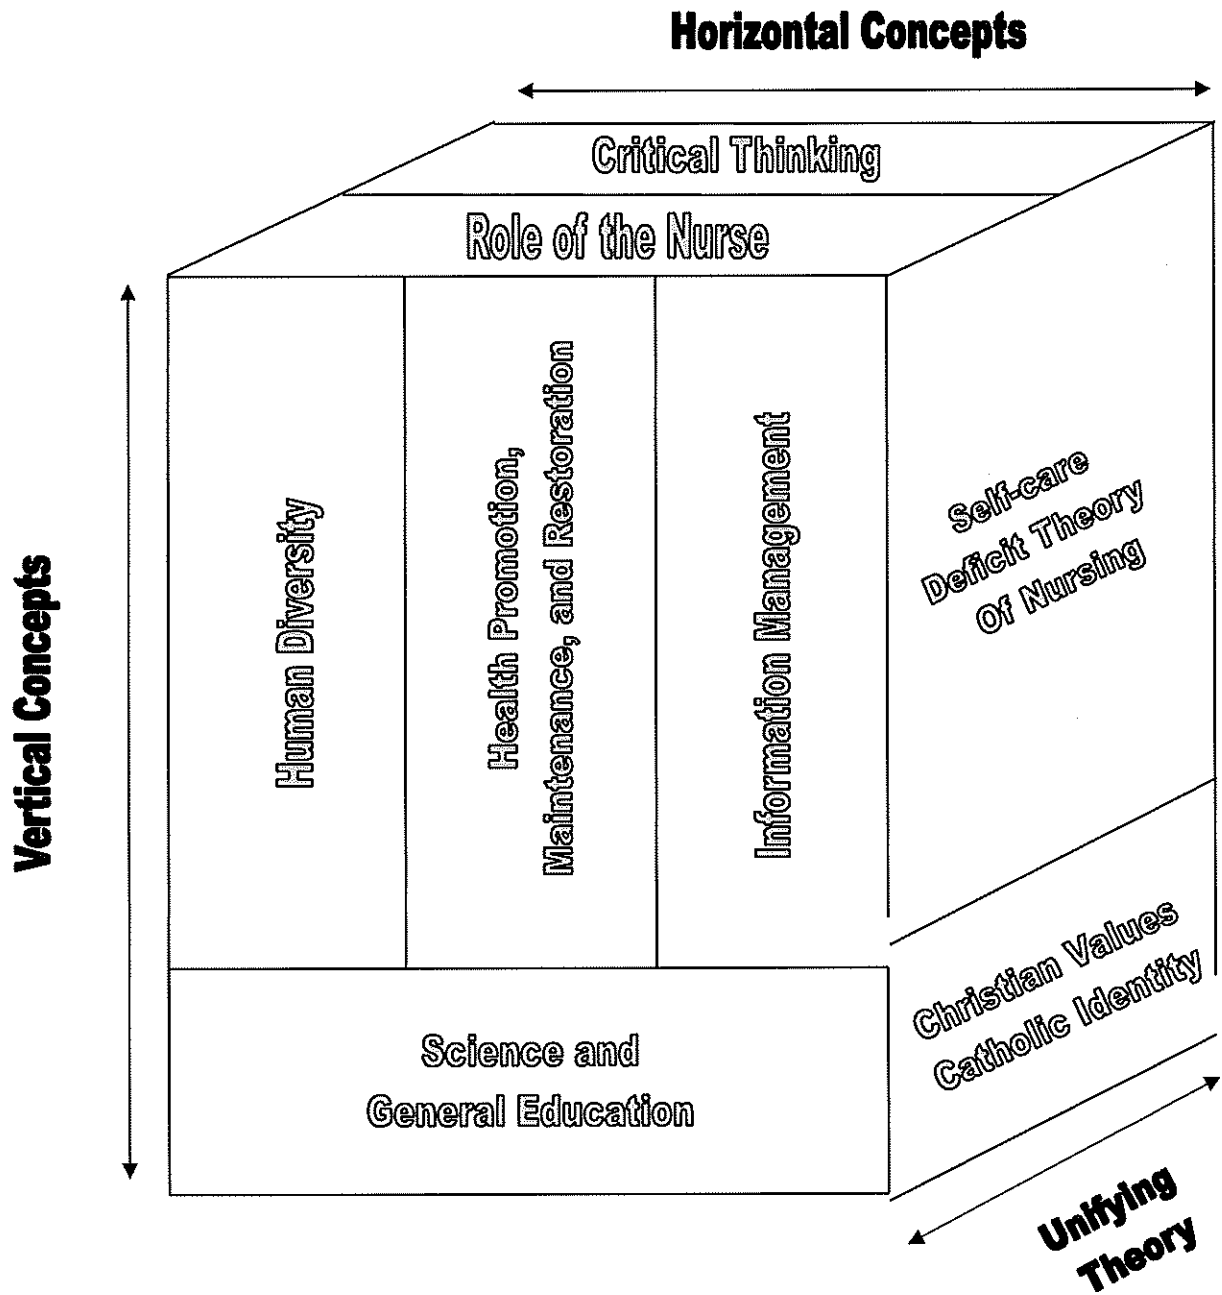 Horizontal Concepts
Critical Thinking
Role of the Nurse
Vertical Concepts
Human Diversity
Health Promotion,
Maintenance, and Restoration
Information Management
Self-care
Deficit Theory
Of Nursing
Science and
General Education
Christian Values
Catholic Identity
Unifying
Theory